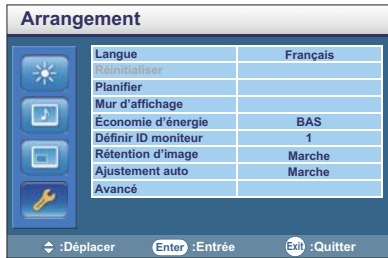 Arrangement
Langue Français
Réinitialiser
Planifier
Mur d'affichage
Économie d'énergie BAS
Définir ID moniteur 1
Rétention d'image Marche
Ajustement auto Marche
Avancé
:Déplacer Enter :Entrée Exit :Quitter